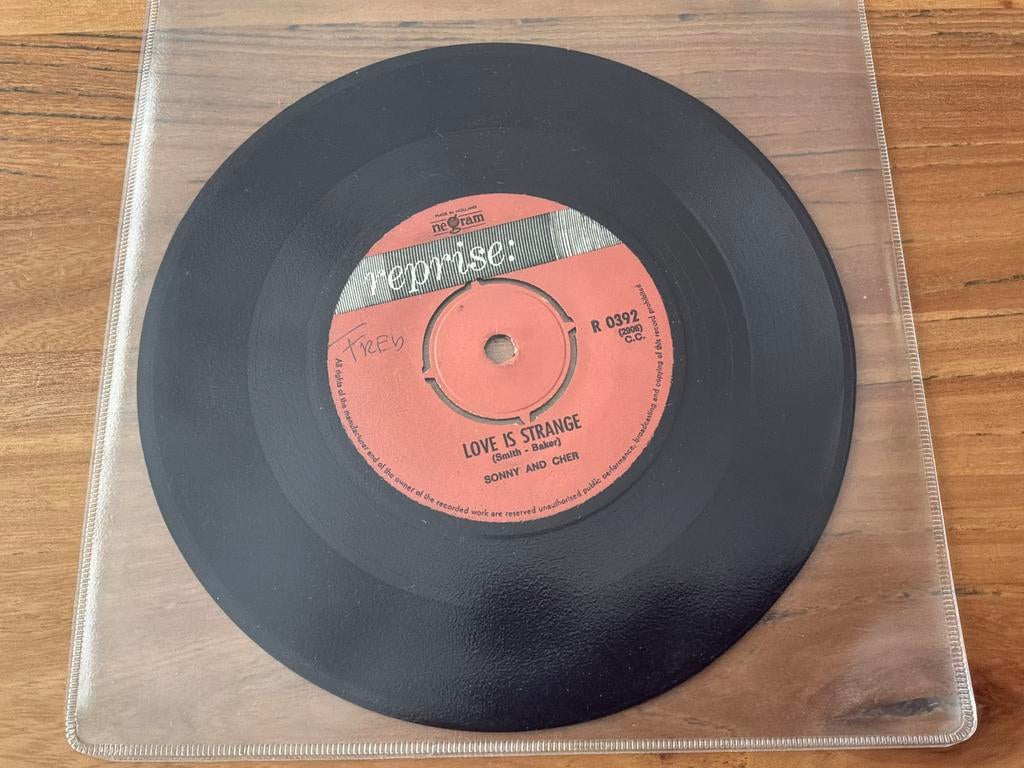 MADE IN HOLLAND
negram
reprise:
FRED
R 0392
(2906)
C.C.
LOVE IS STRANGE
(Smith - Baker)
SONNY AND CHER
All rights of the manufacturer and of the owner of the recorded work are reserved unauthorised public performance, broadcasting and copying of this record prohibited